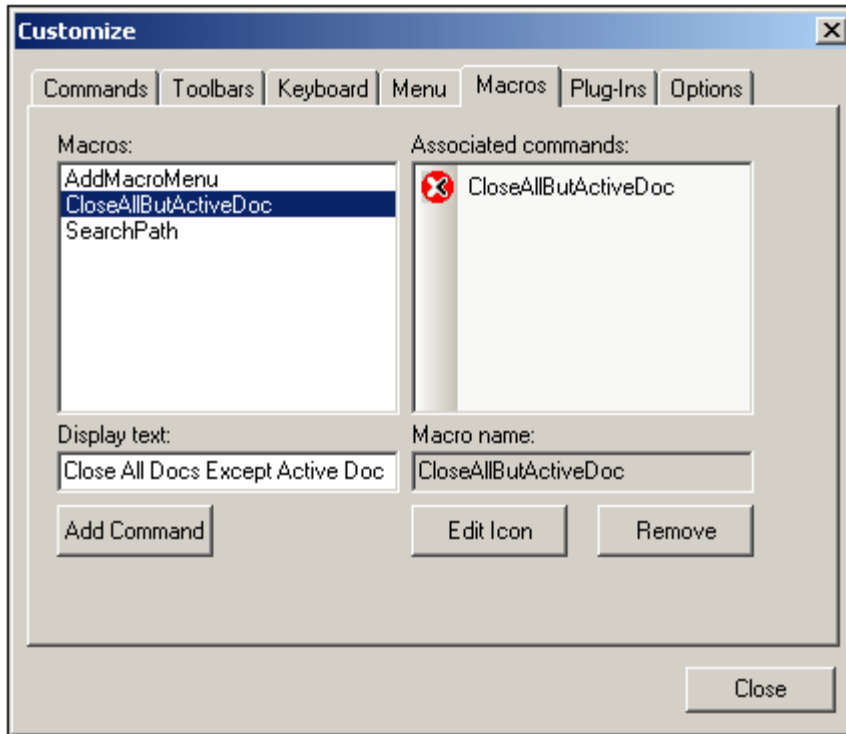 Customize
Commands Toolbars Keyboard Menu Macros Plug-Ins Options
Macros:
AddMacroMenu
CloseAllButActiveDoc
SearchPath
Associated commands:
CloseAllButActiveDoc
Display text:
Close All Docs Except Active Doc
Macro name:
CloseAllButActiveDoc
Add Command
Edit Icon
Remove
Close